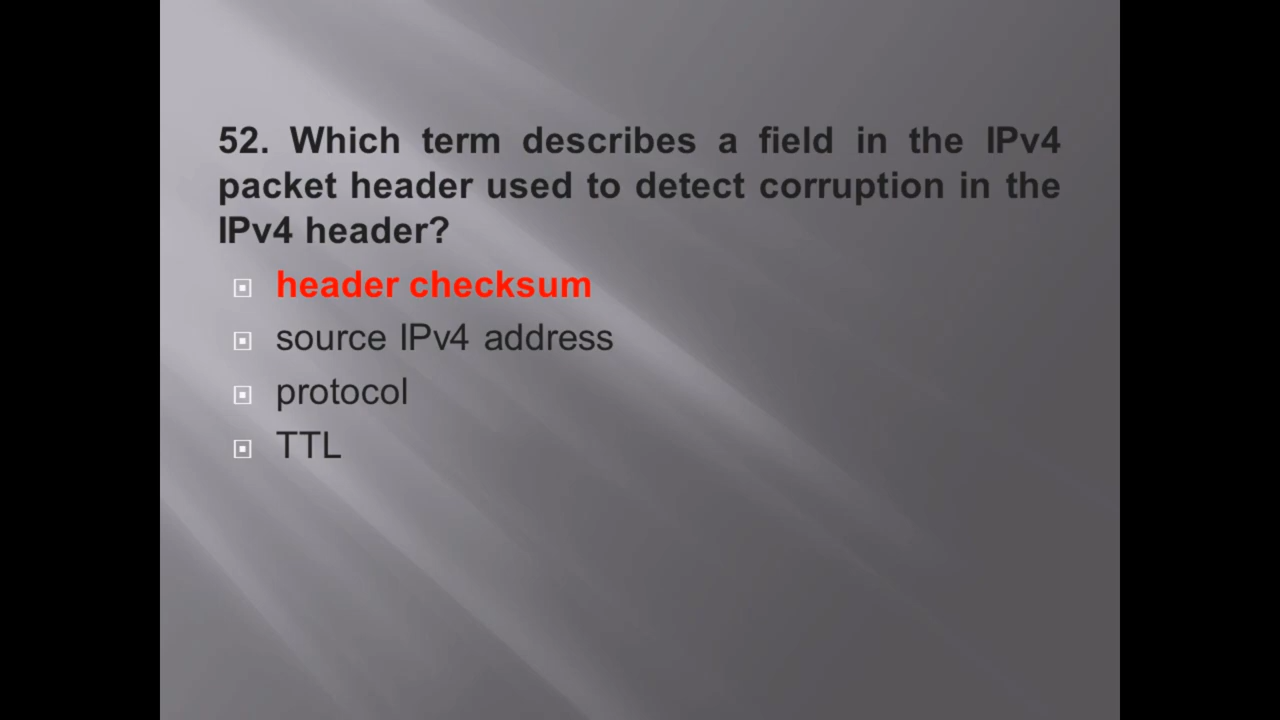 52. Which term describes a field in the IPv4
packet header used to detect corruption in the
IPv4 header?
header checksum
source IPv4 address
protocol
TTL